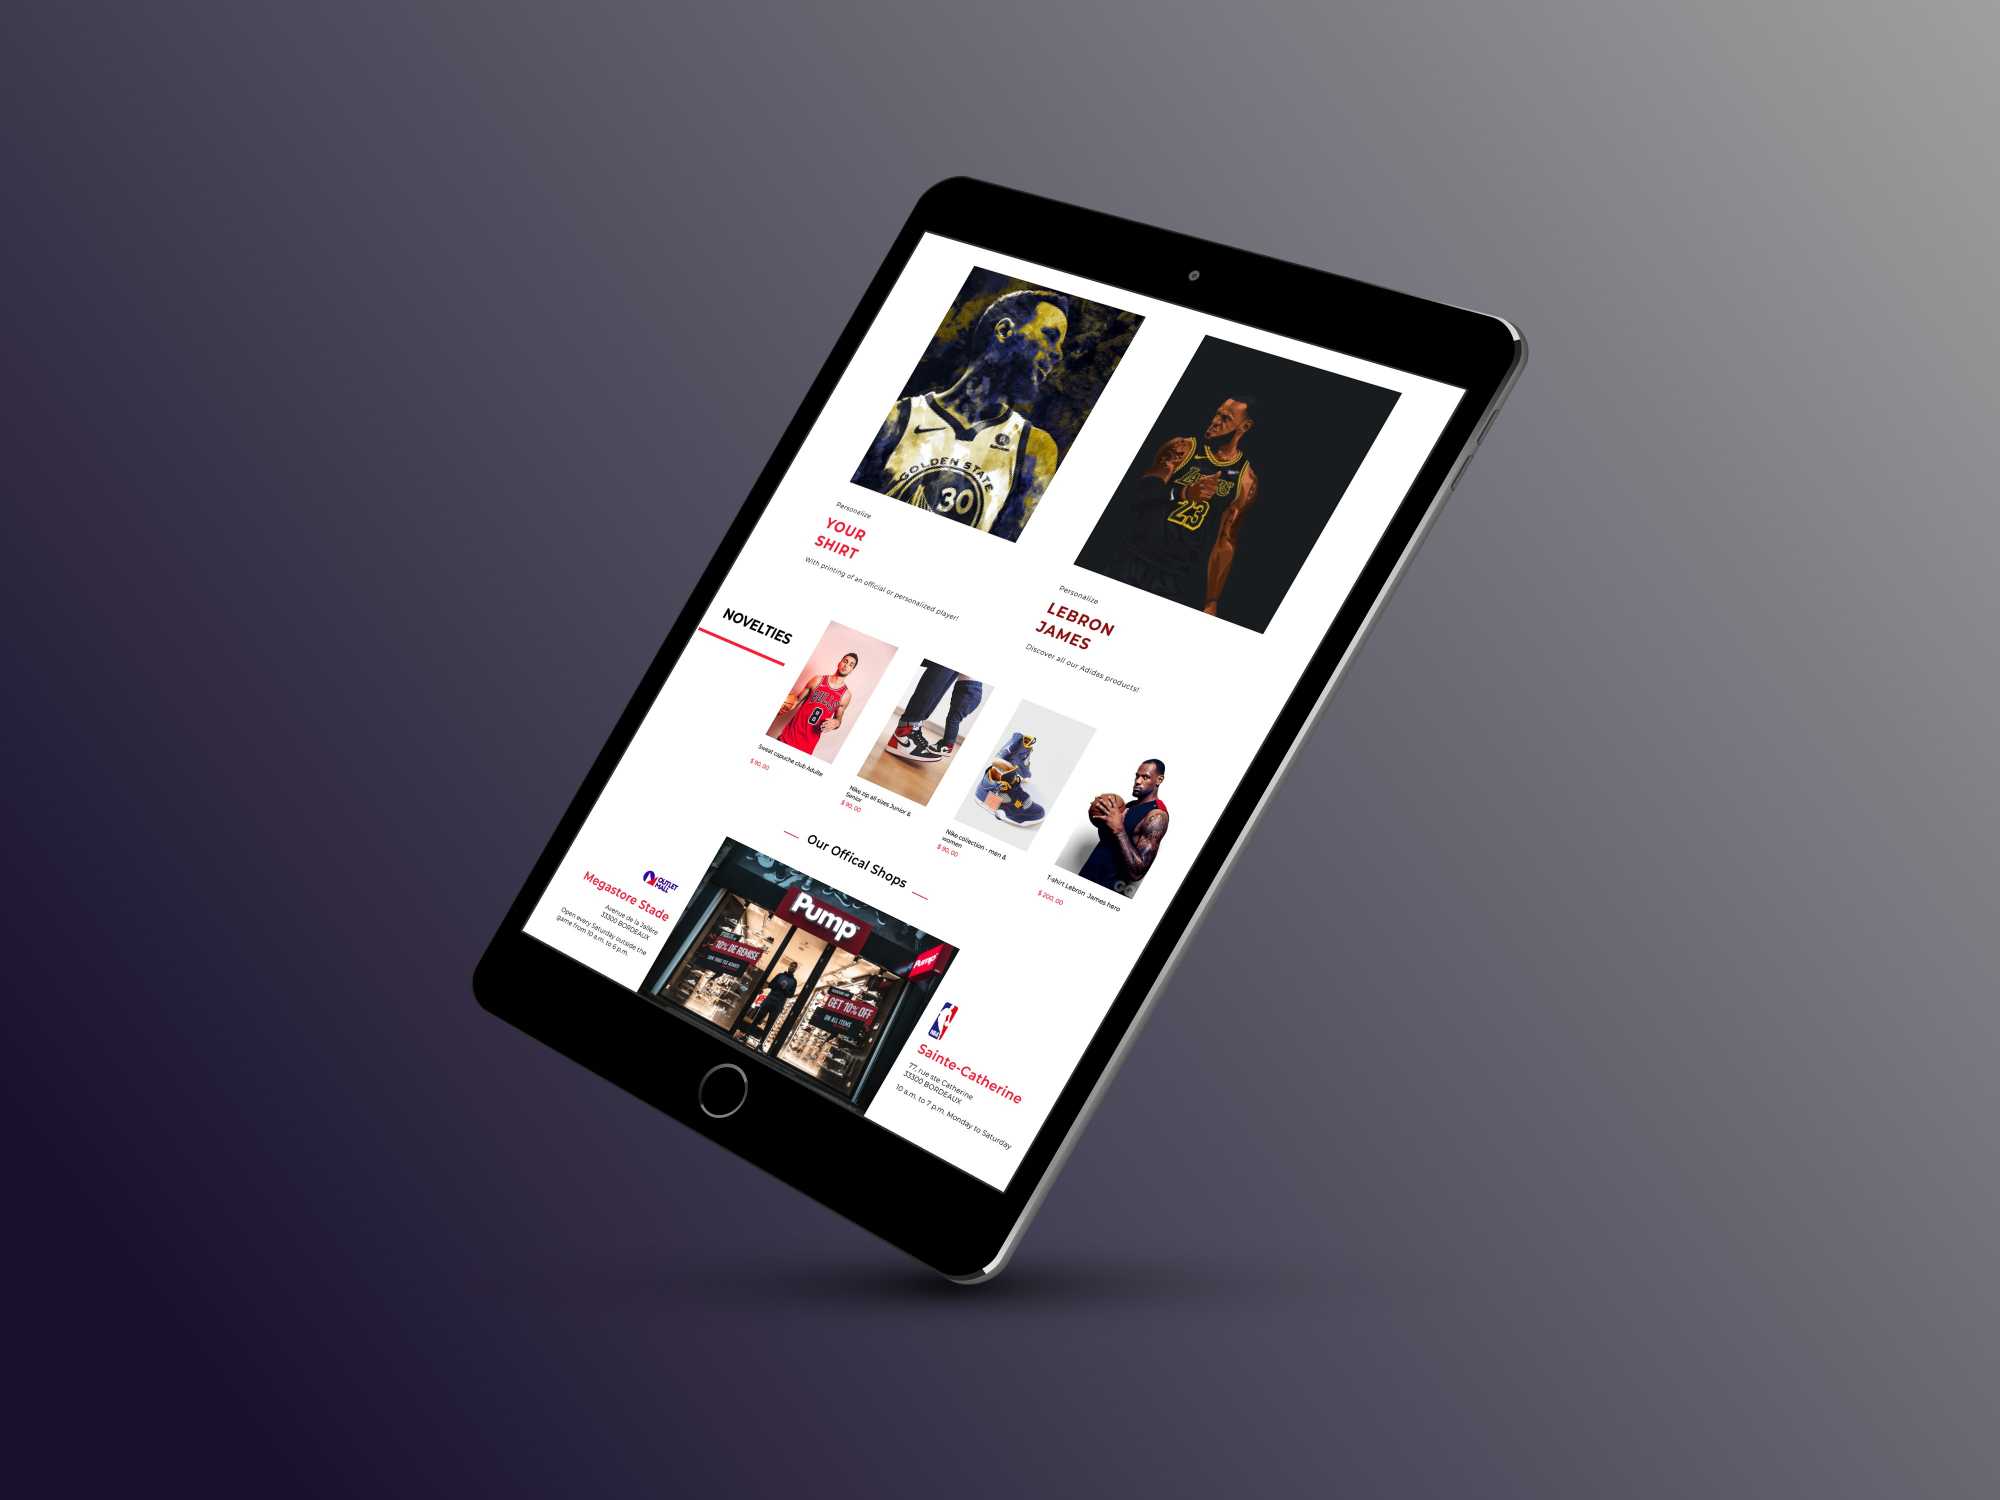 GOLDEN STATE
30
Personalize
YOUR
SHIRT
With printing of an official or personalized player!
23
Personalize
LEBRON
JAMES
Discover all our Adidas products!
NOVELTIES
BULLS
8
Sweat capuche club Adulte
$ 90, 00
Nike zip all sizes Junior &
Senior
$ 90, 00
Nike collection - men &
women
$ 90, 00
GQ
T-shirt Lebron James hero
$ 200, 00
Our Offical Shops
OUTLET
MALL
Megastore Stade
Avenue de la Jallère
33300 BORDEAUX
Open every Saturday outside the
game from 10 a.m. to 6 p.m.
Pump
10% DE REMISE
Pump
GET 10% OFF
ON ALL ITEMS
NBA
Sainte-Catherine
77, rue ste Catherine
33300 BORDEAUX
10 a.m. to 7 p.m. Monday to Saturday